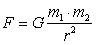 F = G m₁ · m₂ / r²